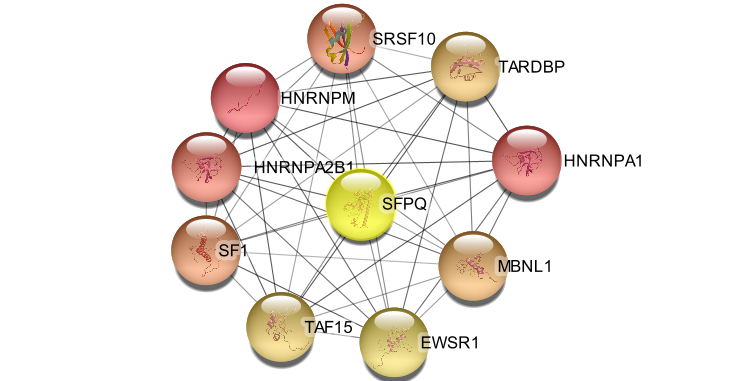 SRSF10
TARDBP
HNRNPM
HNRNPA1
HNRNPA2B1
SFPQ
SF1
MBNL1
TAF15
EWSR1